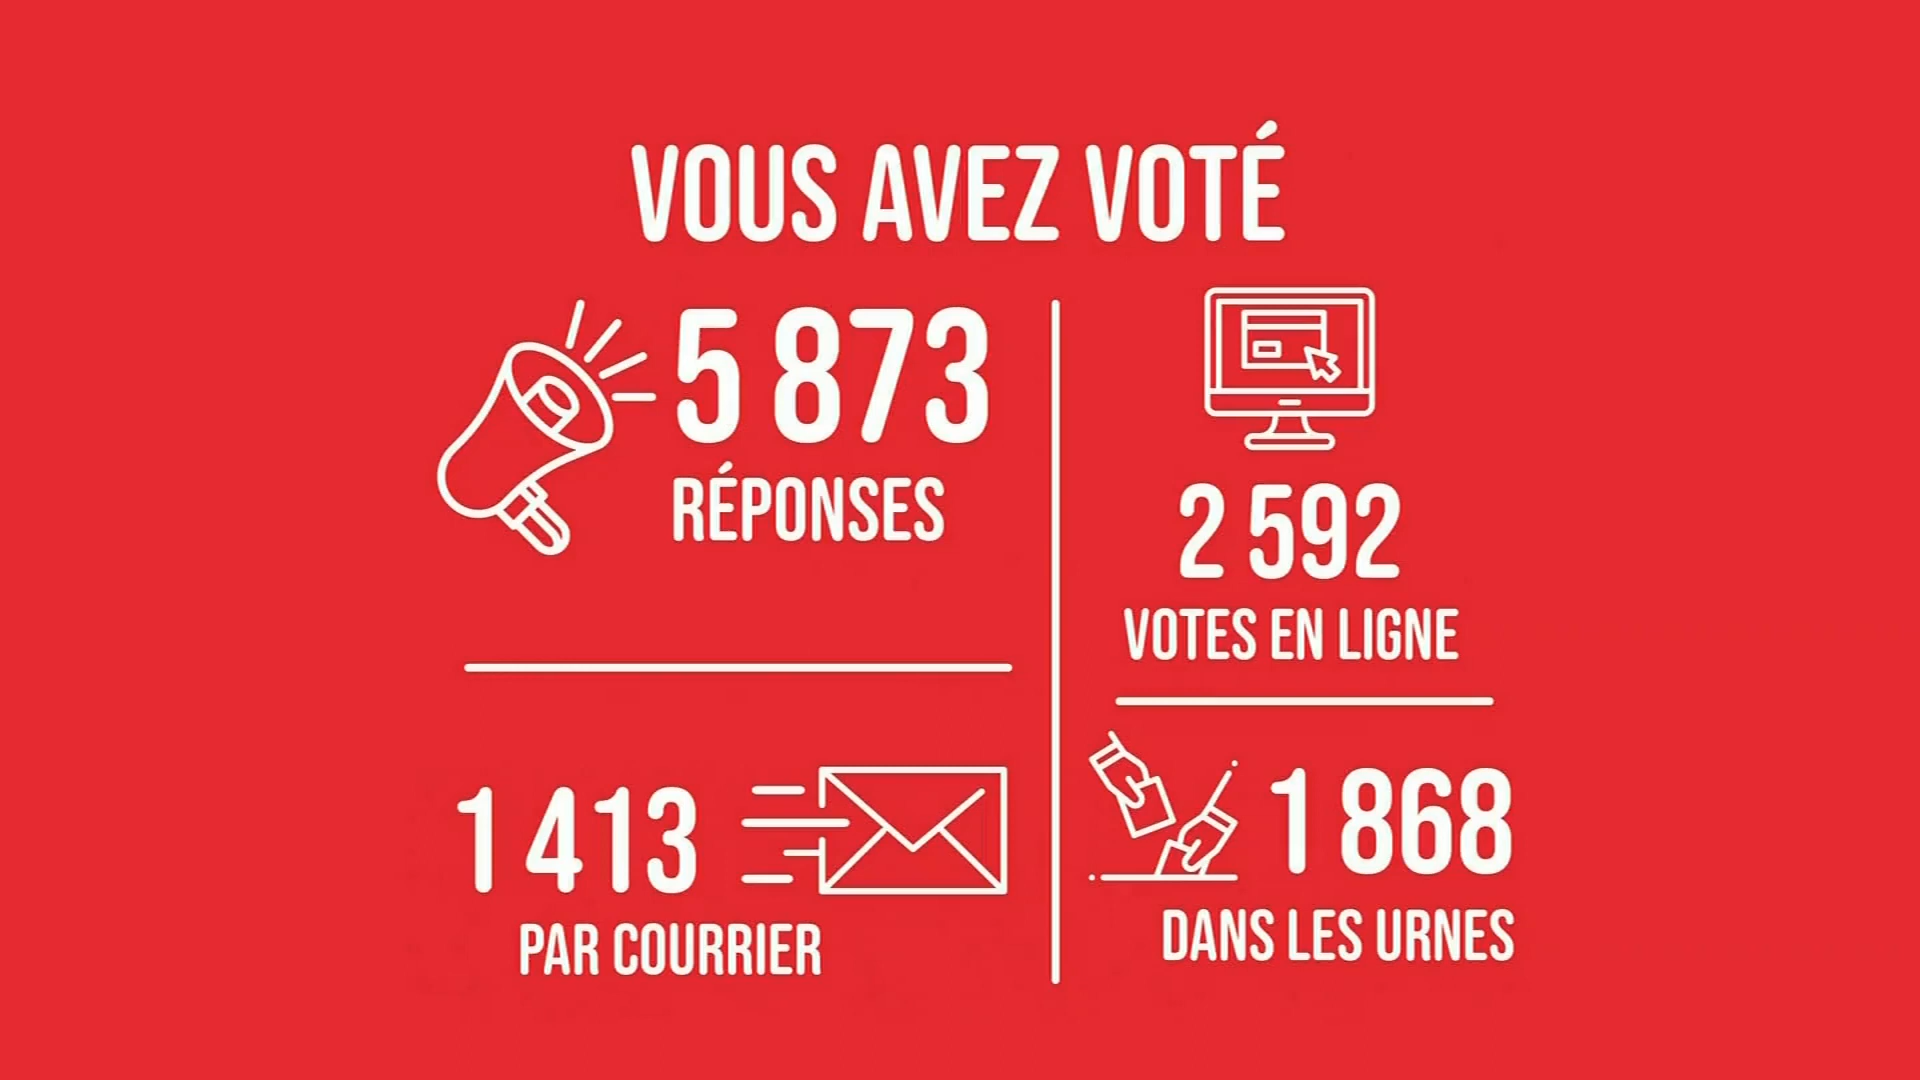 VOUS AVEZ VOTÉ
5 873
RÉPONSES
2 592
VOTES EN LIGNE
1 413
PAR COURRIER
1 868
DANS LES URNES